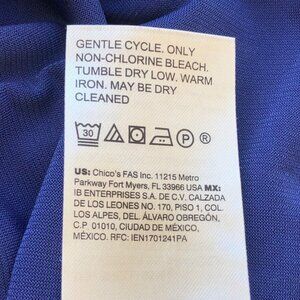 GENTLE CYCLE. ONLY
NON-CHLORINE BLEACH.
TUMBLE DRY LOW. WARM
IRON. MAY BE DRY
CLEANED
30 P ®
US: Chico's FAS Inc. 11215 Metro
Parkway Fort Myers, FL 33966 USA MX:
IB ENTERPRISES S.A. DE C.V. CALZADA
DE LOS LEONES NO. 170, PISO 1, COL.
LOS ALPES, DEL. ÁLVARO OBREGÓN,
C.P 01010, CIUDAD DE MÉXICO,
MÉXICO. RFC: IEN1701241PA